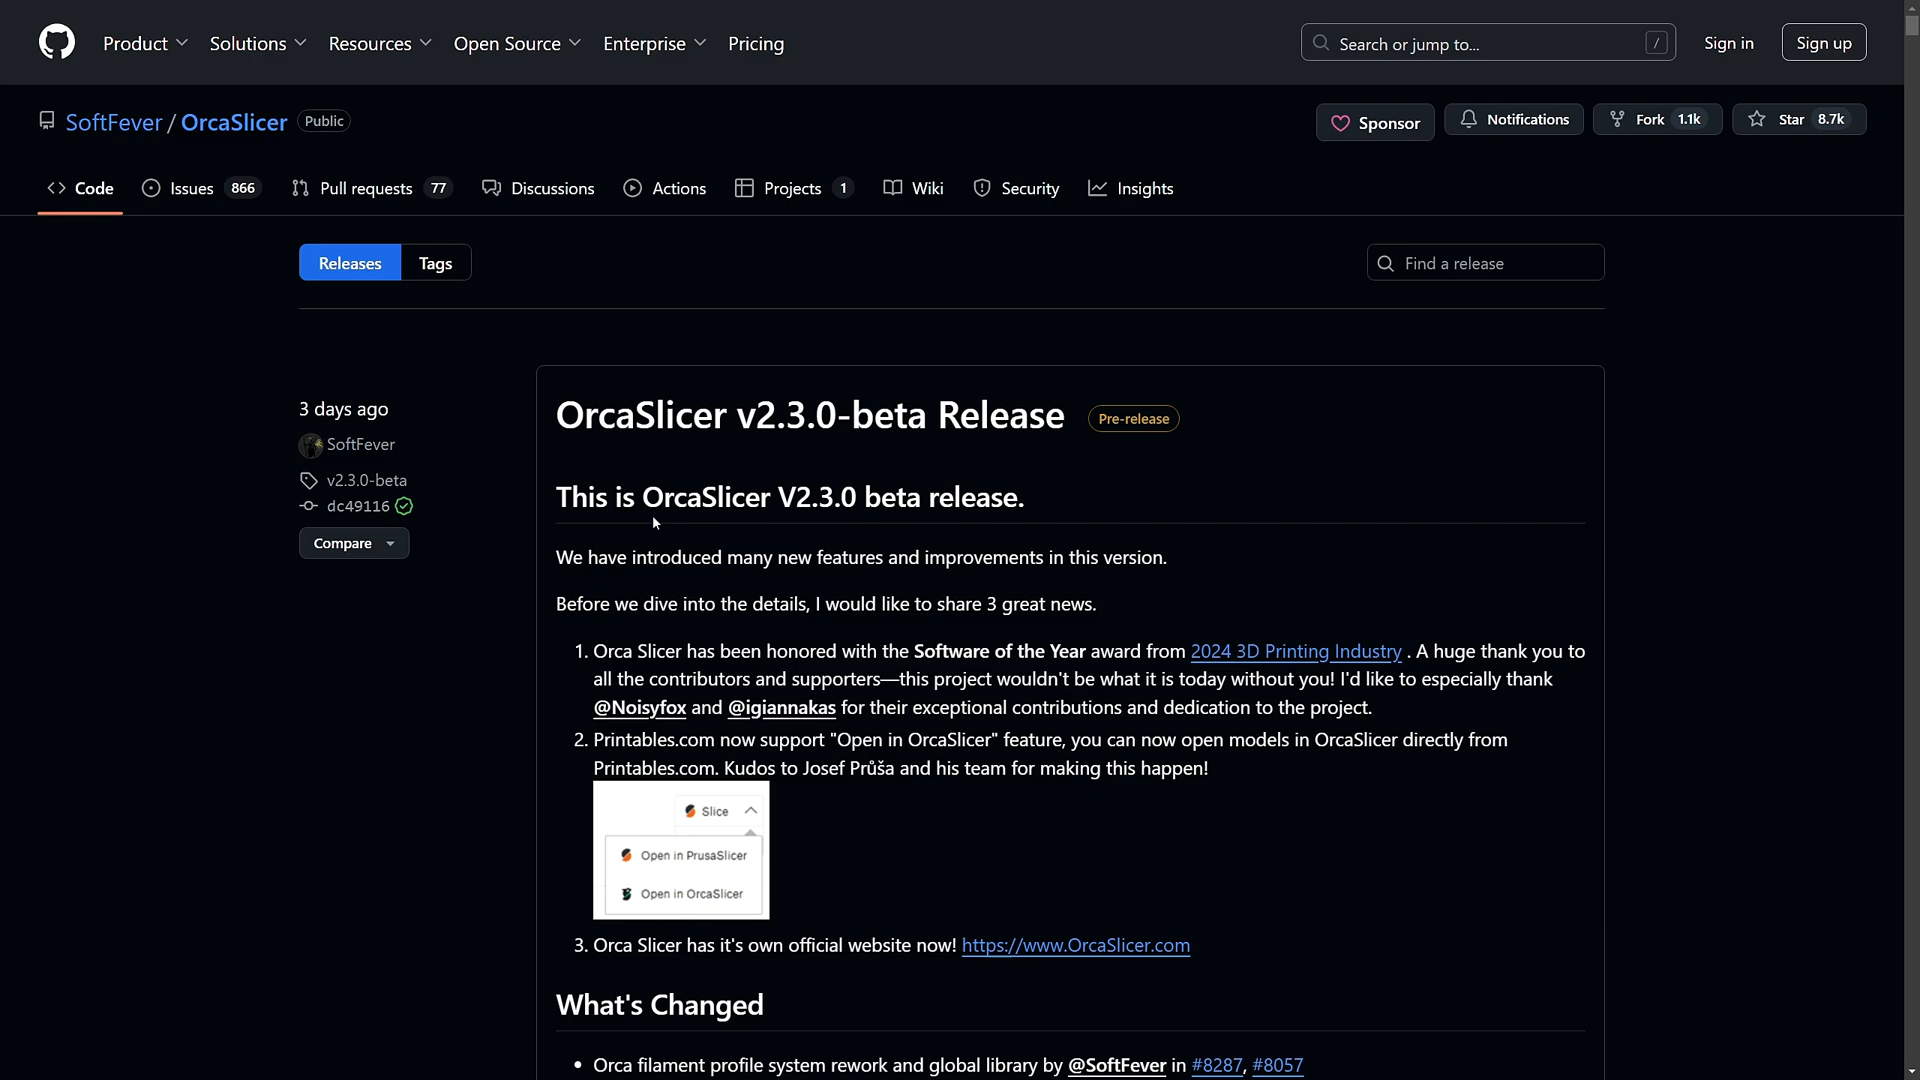 Product Solutions Resources Open Source Enterprise Pricing Search or jump to... / Sign in Sign up
SoftFever / OrcaSlicer Public Sponsor Notifications Fork 1.1k Star 8.7k
Code Issues 866 Pull requests 77 Discussions Actions Projects 1 Wiki Security Insights
Releases Tags Find a release
3 days ago
SoftFever
v2.3.0-beta
dc49116
Compare
OrcaSlicer v2.3.0-beta Release Pre-release
This is OrcaSlicer V2.3.0 beta release.
We have introduced many new features and improvements in this version.
Before we dive into the details, I would like to share 3 great news.
1. Orca Slicer has been honored with the Software of the Year award from 2024 3D Printing Industry . A huge thank you to
all the contributors and supporters—this project wouldn't be what it is today without you! I'd like to especially thank
@Noisyfox and @igiannakas for their exceptional contributions and dedication to the project.
2. Printables.com now support "Open in OrcaSlicer" feature, you can now open models in OrcaSlicer directly from
Printables.com. Kudos to Josef Průša and his team for making this happen!
Slice
Open in PrusaSlicer
Open in OrcaSlicer
3. Orca Slicer has it's own official website now! https://www.OrcaSlicer.com
What's Changed
• Orca filament profile system rework and global library by @SoftFever in #8287, #8057